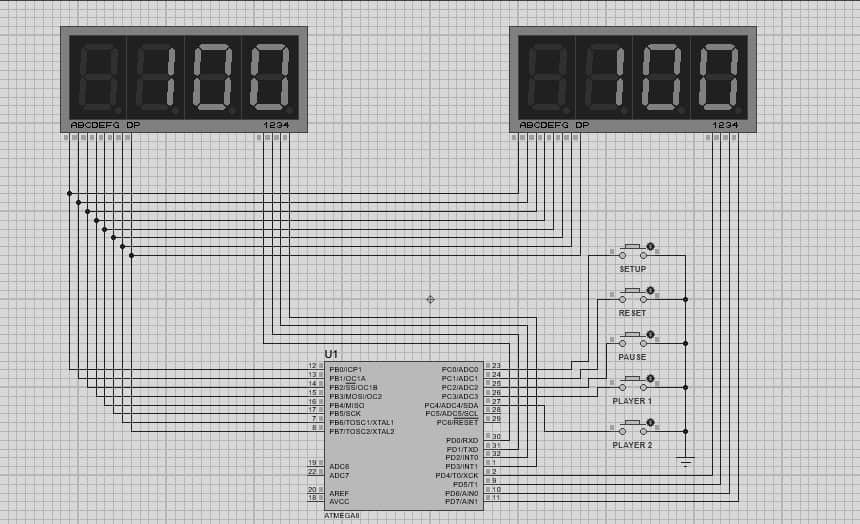 100
100
ABCDEFG DP
1234
ABCDEFG DP
1234
SETUP
RESET
PAUSE
PLAYER 1
PLAYER 2
U1
12 PB0/ICP1
13 PB1/OC1A
14 PB2/SS/OC1B
15 PB3/MOSI/OC2
16 PB4/MISO
17 PB5/SCK
7 PB6/TOSC1/XTAL1
8 PB7/TOSC2/XTAL2
19 ADC6
22 ADC7
20 AREF
18 AVCC
PC0/ADC0 23
PC1/ADC1 24
PC2/ADC2 25
PC3/ADC3 26
PC4/ADC4/SDA 27
PC5/ADC5/SCL 28
PC6/RESET 29
PD0/RXD 30
PD1/TXD 31
PD2/INT0 32
PD3/INT1 1
PD4/T0/XCK 2
PD5/T1 9
PD6/AIN0 10
PD7/AIN1 11
ATMEGA8